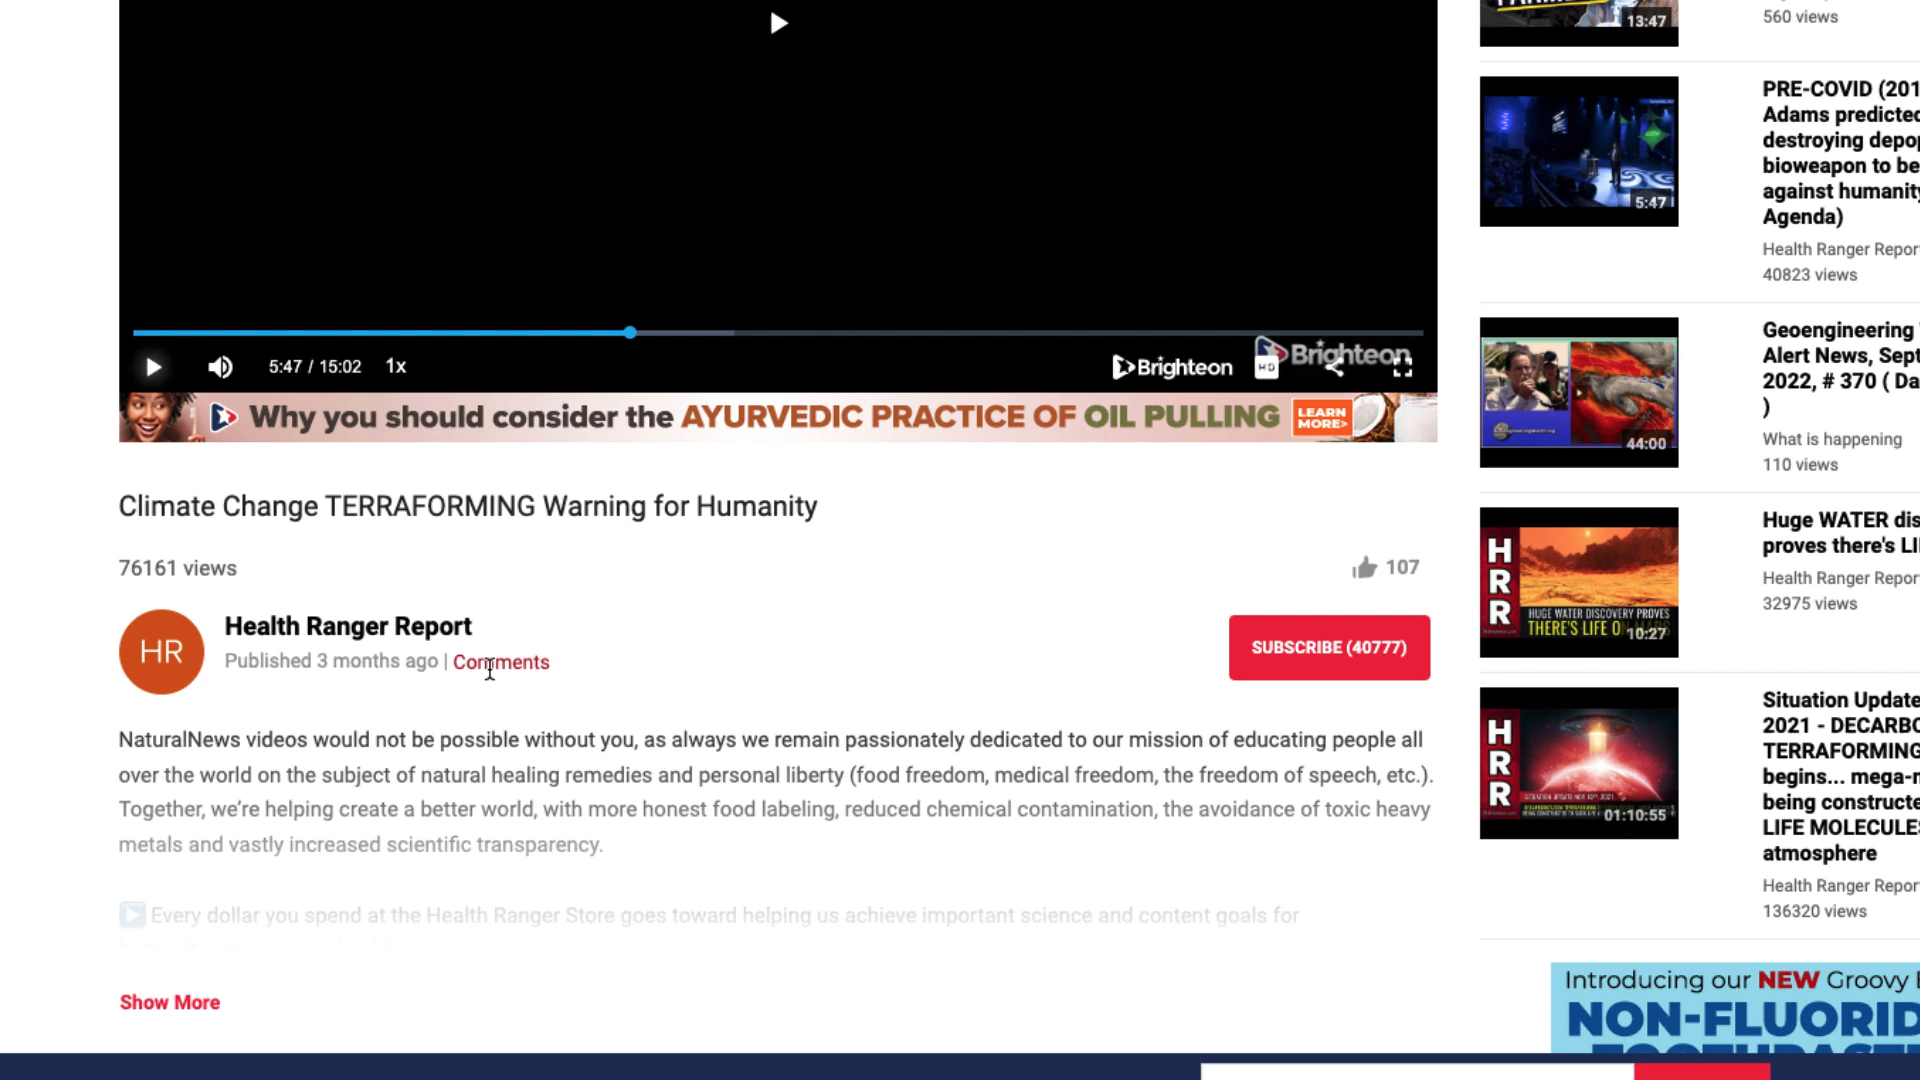 5:47 / 15:02 1x
Brighteon
HD
Brighteon
Why you should consider the AYURVEDIC PRACTICE OF OIL PULLING
LEARN
MORE>
Climate Change TERRAFORMING Warning for Humanity
76161 views
107
HR
Health Ranger Report
Published 3 months ago | Comments
SUBSCRIBE (40777)
NaturalNews videos would not be possible without you, as always we remain passionately dedicated to our mission of educating people all
over the world on the subject of natural healing remedies and personal liberty (food freedom, medical freedom, the freedom of speech, etc.).
Together, we're helping create a better world, with more honest food labeling, reduced chemical contamination, the avoidance of toxic heavy
metals and vastly increased scientific transparency.
Every dollar you spend at the Health Ranger Store goes toward helping us achieve important science and content goals for
Show More
13:47
560 views
5:47
PRE-COVID (201
Adams predicted
destroying depop
bioweapon to be
against humanity
Agenda)
Health Ranger Repor
40823 views
44:00
Geoengineering
Alert News, Sept
2022, # 370 ( Da
)
What is happening
110 views
HRR
HUGE WATER DISCOVERY PROVES
THERE'S LIFE ON MARS
10:27
Huge WATER dis
proves there's LI
Health Ranger Repor
32975 views
HRR
01:10:55
Situation Update
2021 - DECARBO
TERRAFORMING
begins... mega-m
being constructe
LIFE MOLECULES
atmosphere
Health Ranger Repor
136320 views
Introducing our NEW Groovy
NON-FLUORID